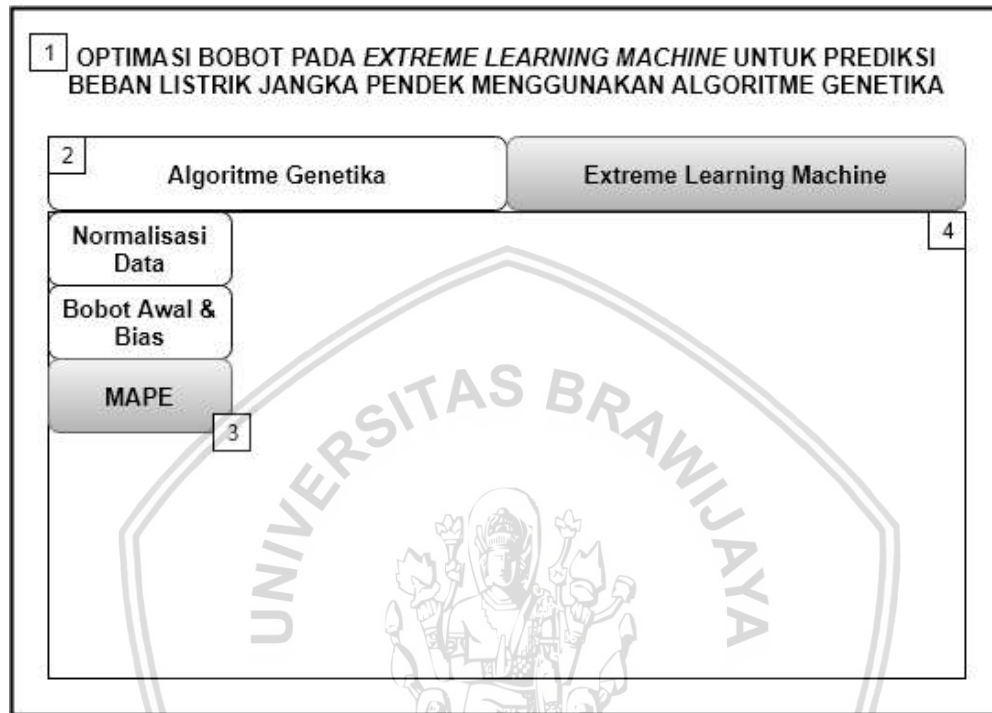 1
OPTIMASI BOBOT PADA EXTREME LEARNING MACHINE UNTUK PREDIKSI
BEBAN LISTRIK JANGKA PENDEK MENGGUNAKAN ALGORITME GENETIKA
2
Algoritme Genetika
Extreme Learning Machine
Normalisasi
Data
4
Bobot Awal &
Bias
MAPE
3
UNIVERSITAS BRAWIJAYA